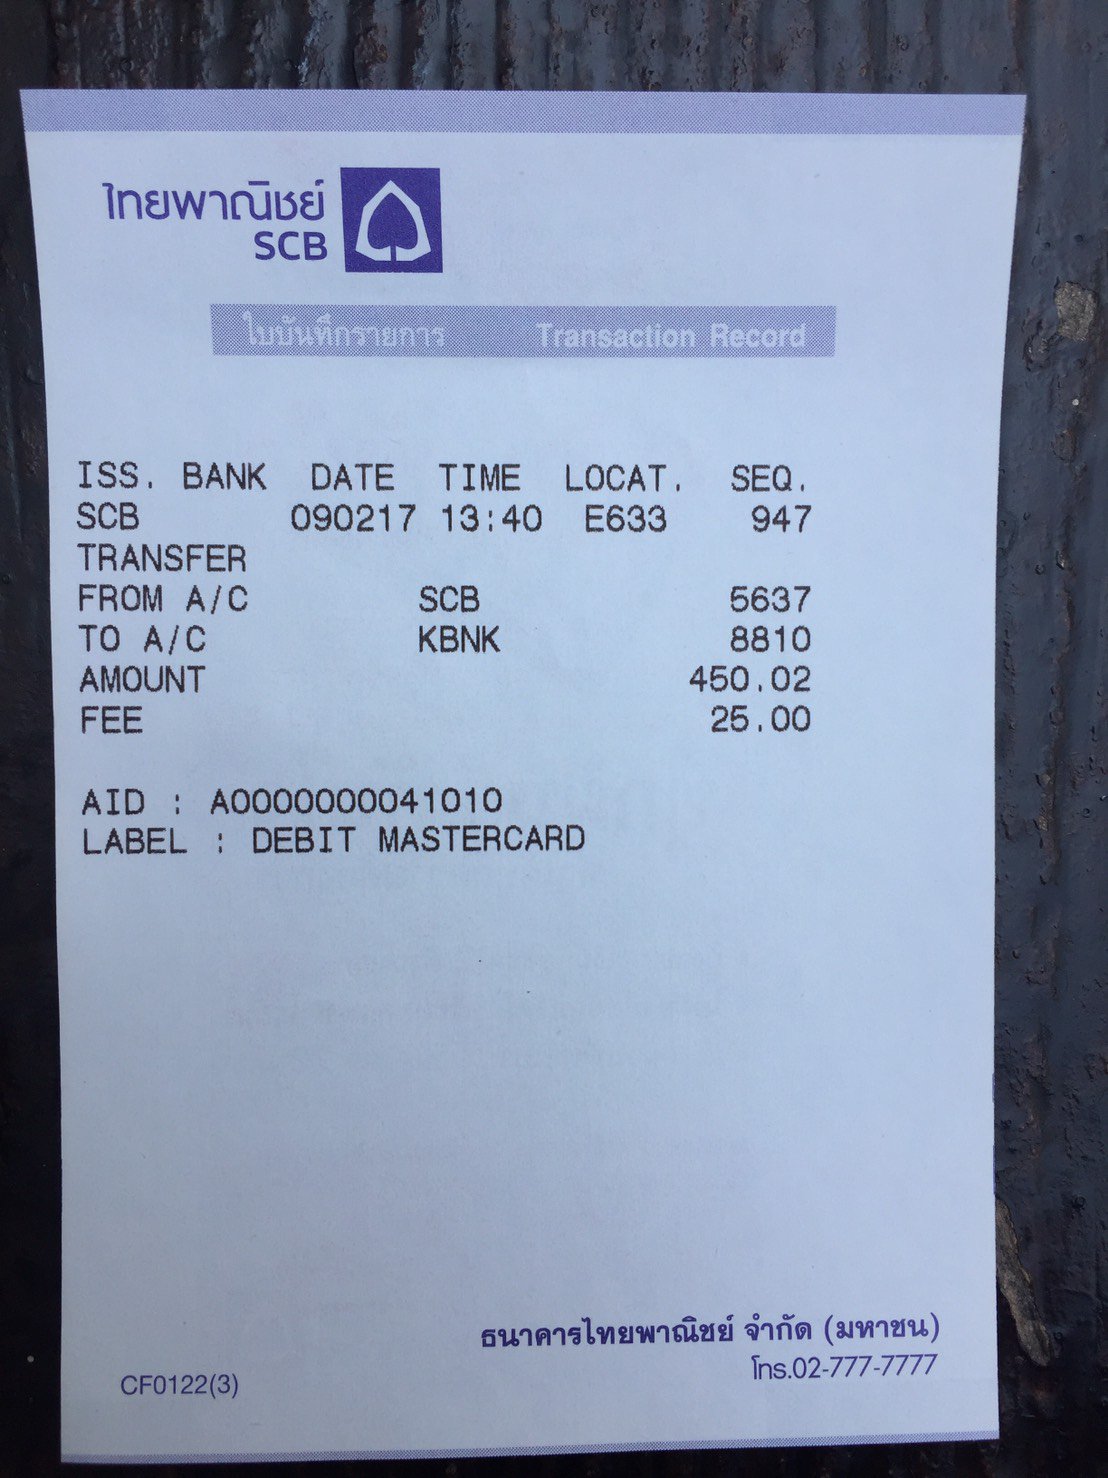 ไทยพาณิชย์
SCB
ใบบันทึกรายการ Transaction Record
ISS. BANK DATE TIME LOCAT. SEQ.
SCB 090217 13:40 E633 947
TRANSFER
FROM A/C SCB 5637
TO A/C KBNK 8810
AMOUNT 450.02
FEE 25.00
AID : A0000000041010
LABEL : DEBIT MASTERCARD
ธนาคารไทยพาณิชย์ จำกัด (มหาชน)
โทร.02-777-7777
CF0122(3)